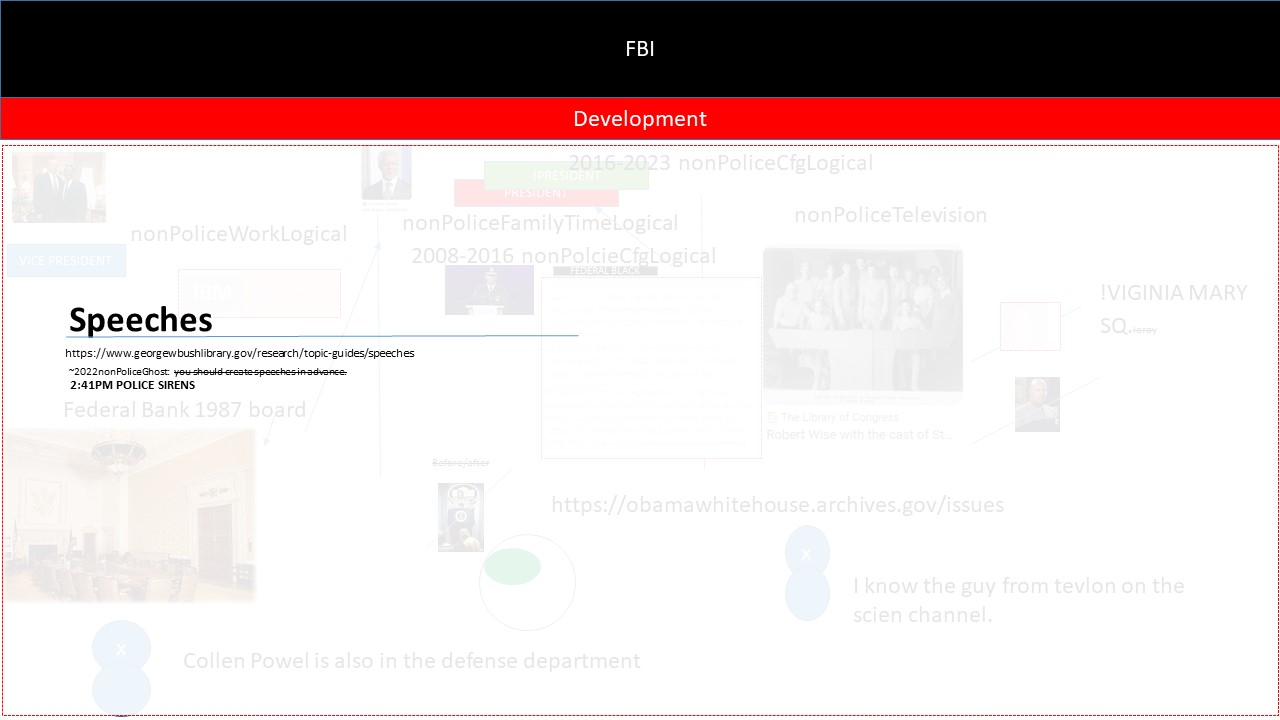 FBI
Development
2016-2023 nonPoliceCfgLogical
!PRESIDENT
PRESIDENT
nonPoliceTelevision
nonPoliceFamilyTimeLogical
nonPoliceWorkLogical
2008-2016 nonPolcieCfgLogical
VICE PRESIDENT
FEDERAL BLACK
IBM
!VIGINIA MARY
SQ.
Speeches
https://www.georgewbushlibrary.gov/research/topic-guides/speeches
~2022nonPoliceGhost: you should create speeches in advance.
2:41PM POLICE SIRENS
Federal Bank 1987 board
The Library of Congress
Robert Wise with the cast of St...
Before/after
https://obamawhitehouse.archives.gov/issues
X
I know the guy from tevlon on the
scien channel.
X
Collen Powel is also in the defense department